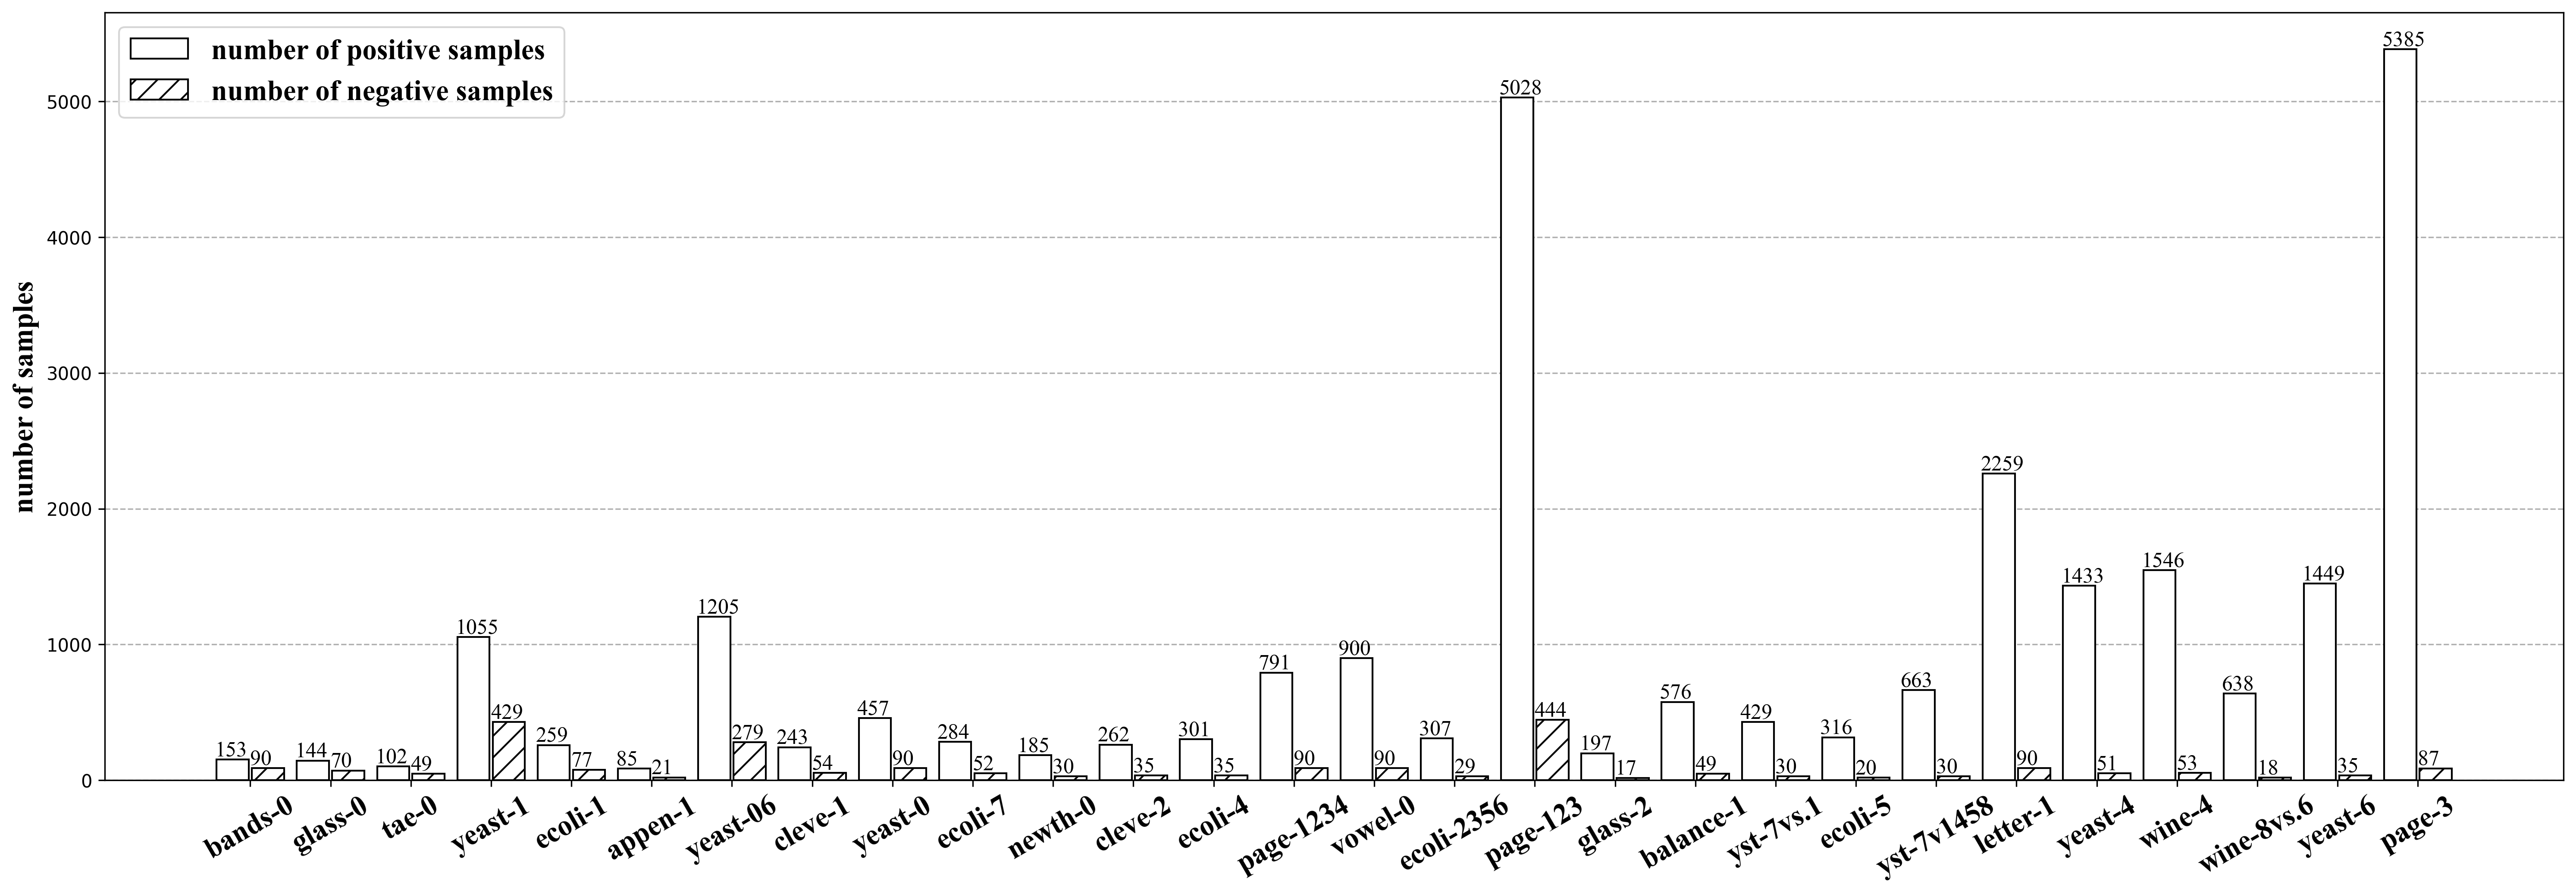 number of positive samples
number of negative samples
number of samples
5000
4000
3000
2000
1000
0
153 90 144 70 102 49 1055 429 259 77 85 21 1205 279 243 54 457 90 284 52 185 30 262 35 301 35 791 90 900 90 307 29 5028 444 197 17 576 49 429 30 316 20 663 30 2259 90 1433 51 1546 53 638 18 1449 35 5385 87
bands-0 glass-0 tae-0 yeast-1 ecoli-1 appen-1 yeast-06 cleve-1 yeast-0 ecoli-7 newth-0 cleve-2 ecoli-4 page-1234 vowel-0 ecoli-2356 page-123 glass-2 balance-1 yst-7vs.1 ecoli-5 yst-7v1458 letter-1 yeast-4 wine-4 wine-8vs.6 yeast-6 page-3